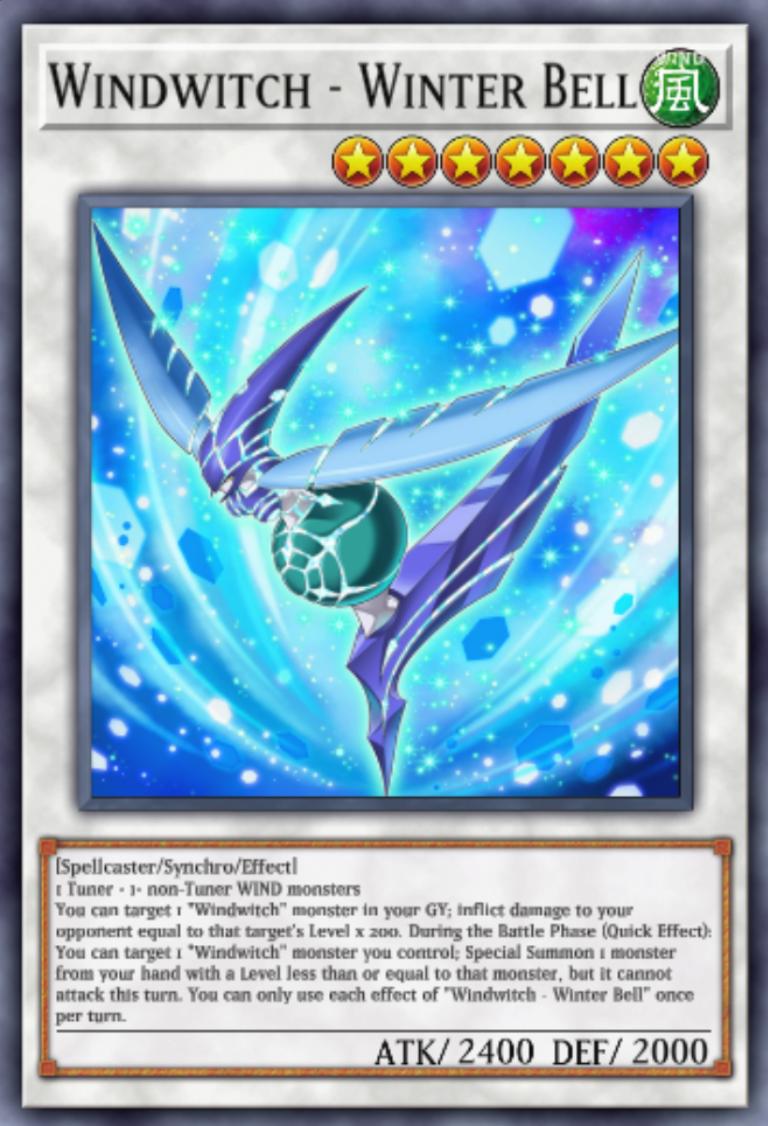 WINDWITCH - WINTER BELL
WIND
風
[Spellcaster/Synchro/Effect]
1 Tuner + 1+ non-Tuner WIND monsters
You can target 1 "Windwitch" monster in your GY; inflict damage to your
opponent equal to that target's Level x 200. During the Battle Phase (Quick Effect):
You can target 1 "Windwitch" monster you control; Special Summon 1 monster
from your hand with a Level less than or equal to that monster, but it cannot
attack this turn. You can only use each effect of "Windwitch - Winter Bell" once
per turn.
ATK/ 2400 DEF/ 2000